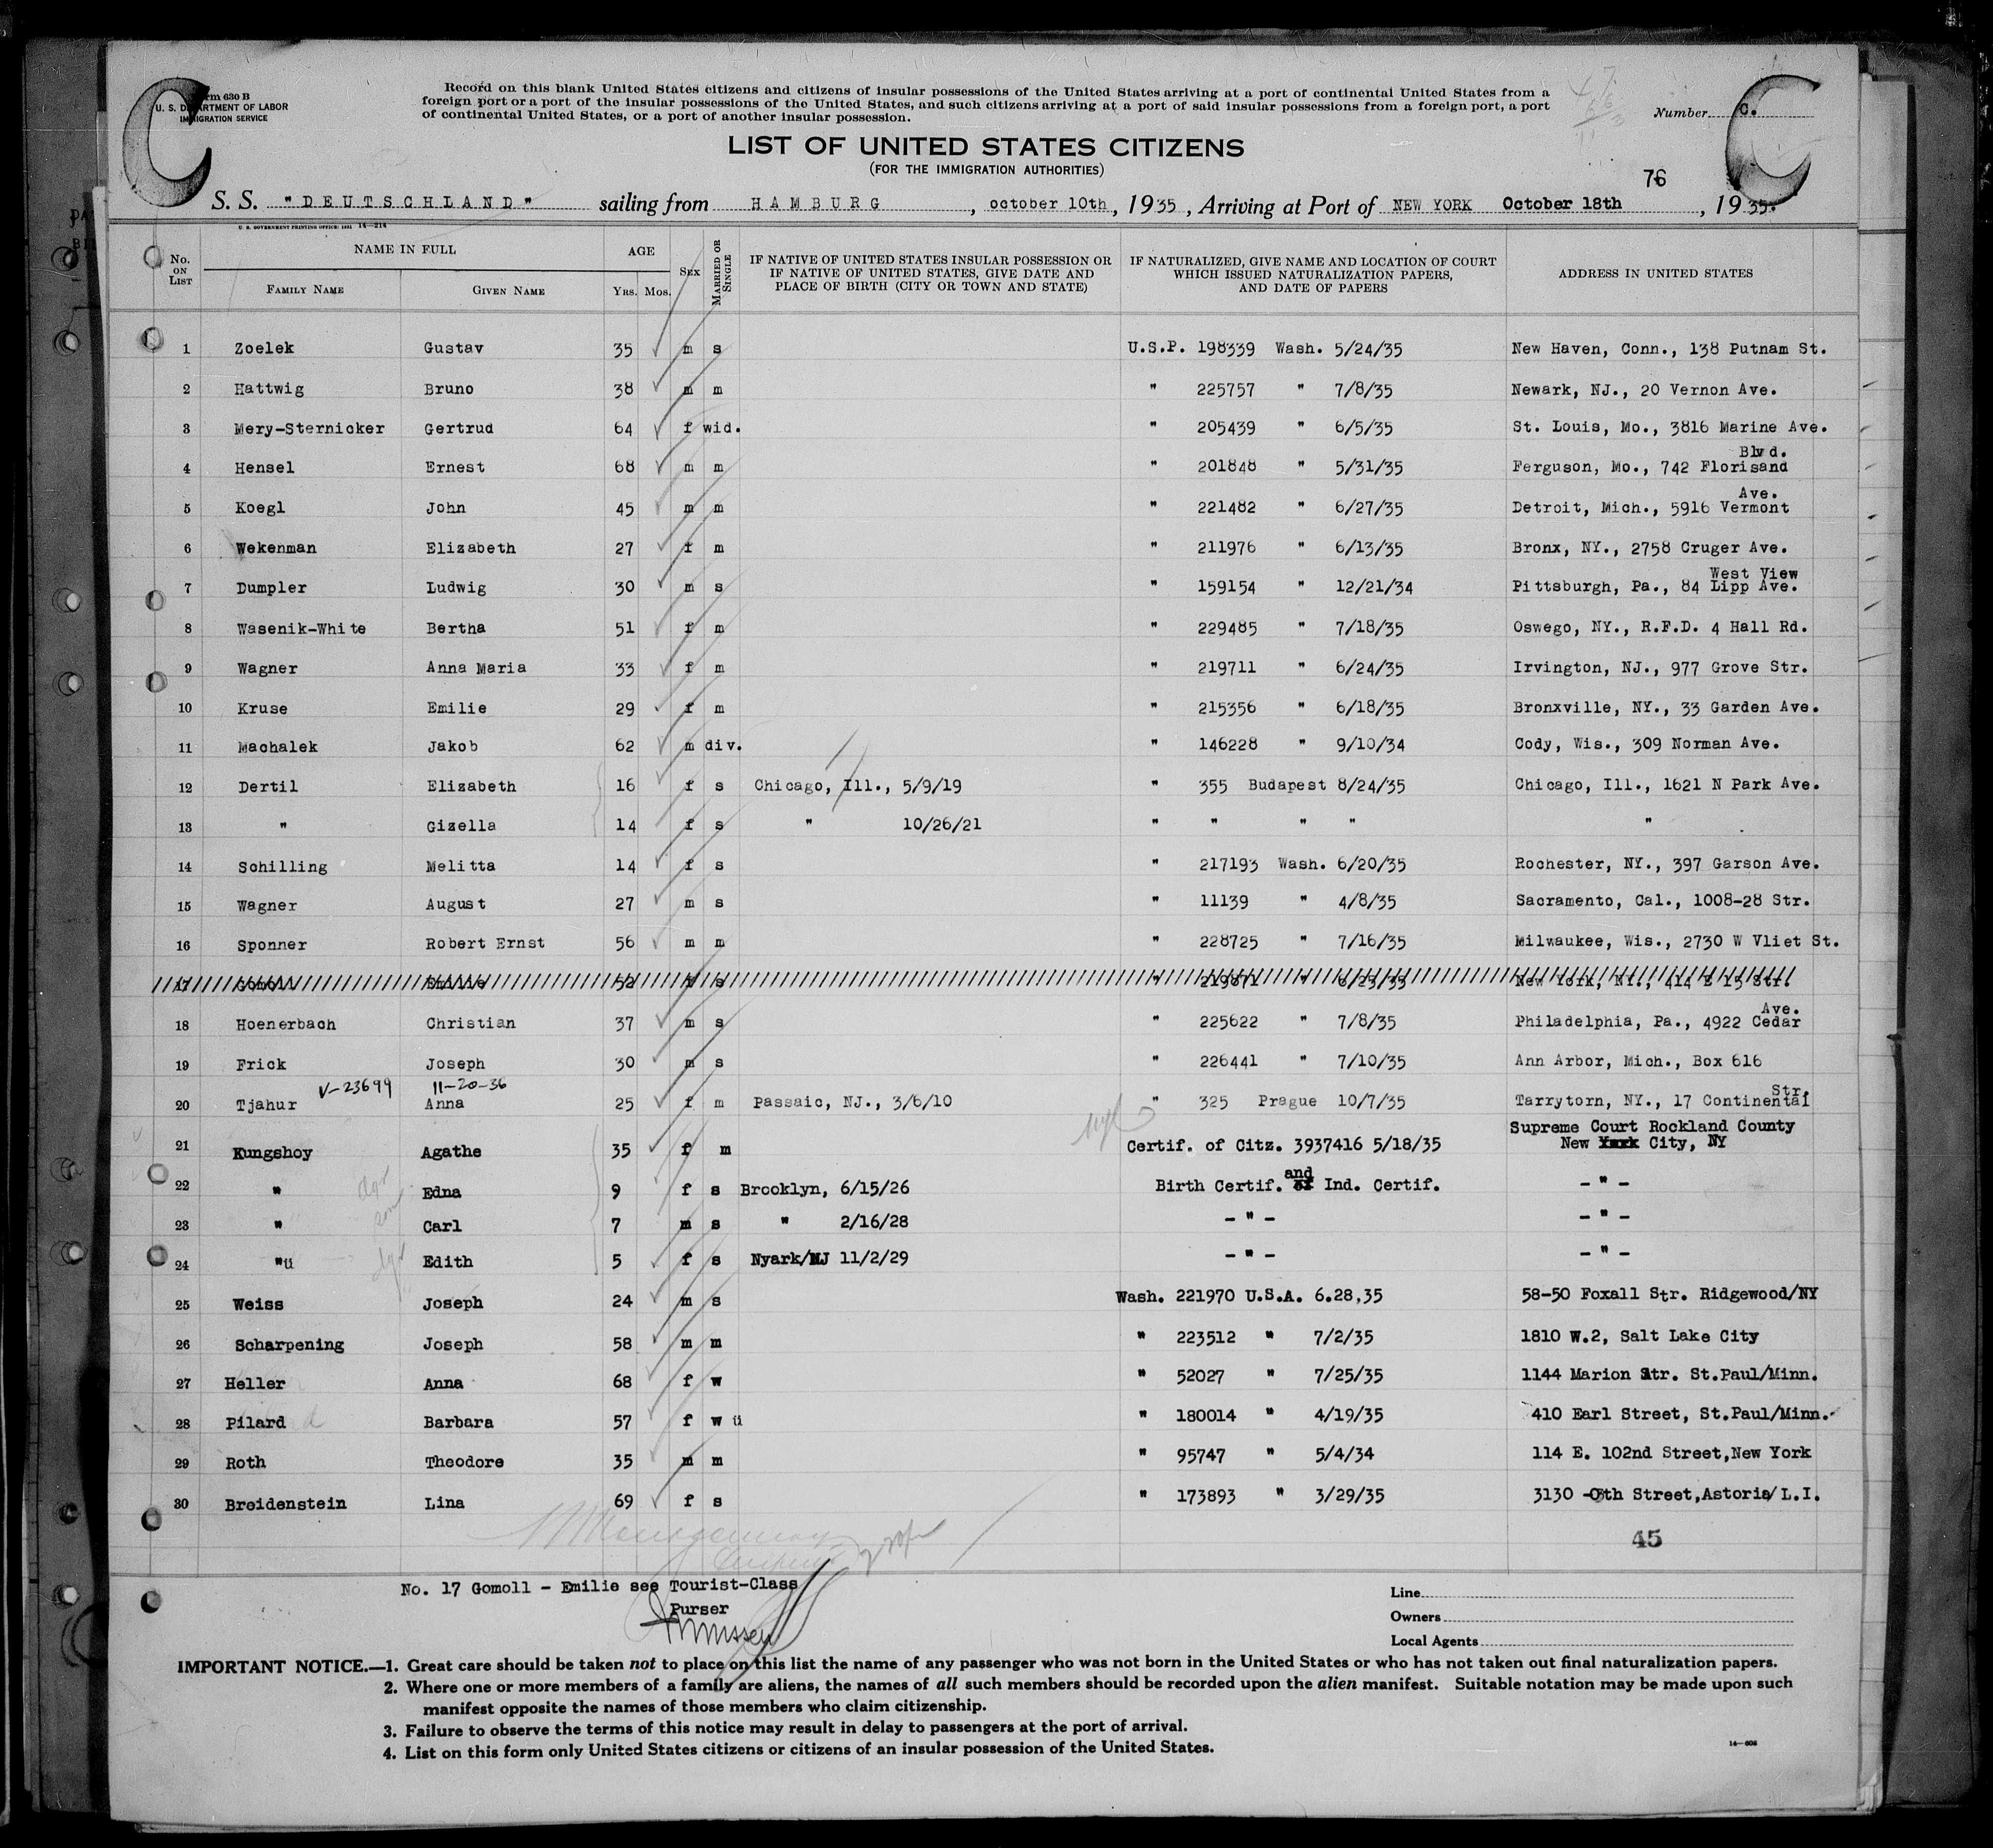 Form 630 B
U. S. DEPARTMENT OF LABOR
IMMIGRATION SERVICE
C
Record on this blank United States citizens and citizens of insular possessions of the United States arriving at a port of continental United States from a
foreign port or a port of the insular possessions of the United States, and such citizens arriving at a port of said insular possessions from a foreign port, a port
of continental United States, or a port of another insular possession.
Number C.
C
LIST OF UNITED STATES CITIZENS
(FOR THE IMMIGRATION AUTHORITIES)
76
S. S. "DEUTSCHLAND" sailing from HAMBURG, october 10th, 1935, Arriving at Port of NEW YORK October 18th, 1935.
U. S. GOVERNMENT PRINTING OFFICE: 1931 14—214
No. ON LIST NAME IN FULL AGE SEX MARRIED OR SINGLE IF NATIVE OF UNITED STATES INSULAR POSSESSION OR IF NATIVE OF UNITED STATES, GIVE DATE AND PLACE OF BIRTH (CITY OR TOWN AND STATE) IF NATURALIZED, GIVE NAME AND LOCATION OF COURT WHICH ISSUED NATURALIZATION PAPERS, AND DATE OF PAPERS ADDRESS IN UNITED STATES
FAMILY NAME GIVEN NAME YRS. MOS.
1 Zoelek Gustav 35 m s U.S.P. 198339 Wash. 5/24/35 New Haven, Conn., 138 Putnam St.
2 Hattwig Bruno 38 m m " 225757 " 7/8/35 Newark, NJ., 20 Vernon Ave.
3 Mery-Sternicker Gertrud 64 f wid. " 205439 " 6/5/35 St. Louis, Mo., 3816 Marine Ave.
Blvd.
4 Hensel Ernest 68 m m " 201848 " 5/31/35 Ferguson, Mo., 742 Florisand
Ave.
5 Koegl John 45 m m " 221482 " 6/27/35 Detroit, Mich., 5916 Vermont
6 Wekenman Elizabeth 27 f m " 211976 " 6/13/35 Bronx, NY., 2758 Cruger Ave.
West View
7 Dumpler Ludwig 30 m s " 159154 " 12/21/34 Pittsburgh, Pa., 84 Lipp Ave.
8 Wasenik-White Bertha 51 f m " 229485 " 7/18/35 Oswego, NY., R.F.D. 4 Hall Rd.
9 Wagner Anna Maria 33 f m " 219711 " 6/24/35 Irvington, NJ., 977 Grove Str.
10 Kruse Emilie 29 f m " 215356 " 6/18/35 Bronxville, NY., 33 Garden Ave.
11 Machalek Jakob 62 m div. " 146228 " 9/10/34 Cody, Wis., 309 Norman Ave.
12 Dertil Elizabeth 16 f s Chicago, Ill., 5/9/19 " 355 Budapest 8/24/35 Chicago, Ill., 1621 N Park Ave.
13 " Gizella 14 f s " 10/26/21 " " " " "
14 Schilling Melitta 14 f s " 217193 Wash. 6/20/35 Rochester, NY., 397 Garson Ave.
15 Wagner August 27 m s " 11139 " 4/8/35 Sacramento, Cal., 1008-28 Str.
16 Sponner Robert Ernst 56 m m " 228725 " 7/16/35 Milwaukee, Wis., 2730 W Vliet St.
17 Gomoll 52 f s " 219871 " 6/25/35 New York, NY., 414 E 15 Str.
Ave.
18 Hoenerbach Christian 37 m s " 225622 " 7/8/35 Philadelphia, Pa., 4922 Cedar
19 Frick Joseph 30 m s " 226441 " 7/10/35 Ann Arbor, Mich., Box 616
V-23699 11-20-36 Str.
20 Tjahur Anna 25 f m Passaic, NJ., 3/6/10 " 325 Prague 10/7/35 Tarrytorn, NY., 17 Continental
Supreme Court Rockland County
21 Kungshoy Agathe 35 f m Certif. of Citz. 3937416 5/18/35 New York City, NY
and
22 " dgr Edna 9 f s Brooklyn, 6/15/26 Birth Certif. of Ind. Certif. - " -
23 " son Carl 7 m s " 2/16/28 - " - - " -
24 "ü dgr Edith 5 f s Nyark/NJ 11/2/29 - " - - " -
25 Weiss Joseph 24 m s Wash. 221970 U.S.A. 6.28,35 58-50 Foxall Str. Ridgewood/NY
26 Scharpening Joseph 58 m m " 223512 " 7/2/35 1810 W.2, Salt Lake City
27 Heller Anna 68 f w " 52027 " 7/25/35 1144 Marion Str. St.Paul/Minn.
28 Pilard Barbara 57 f w ü " 180014 " 4/19/35 410 Earl Street, St.Paul/Minn.
29 Roth Theodore 35 m m " 95747 " 5/4/34 114 E. 102nd Street,New York
30 Breidenstein Lina 69 f s " 173893 " 3/29/35 3130 th Street,Astoria/L.I.
45
No. 17 Gomoll - Emilie see Tourist-Class
Purser
Line
Owners
Local Agents
IMPORTANT NOTICE.—1. Great care should be taken not to place on this list the name of any passenger who was not born in the United States or who has not taken out final naturalization papers.
2. Where one or more members of a family are aliens, the names of all such members should be recorded upon the alien manifest. Suitable notation may be made upon such
manifest opposite the names of those members who claim citizenship.
3. Failure to observe the terms of this notice may result in delay to passengers at the port of arrival.
4. List on this form only United States citizens or citizens of an insular possession of the United States.
14—608